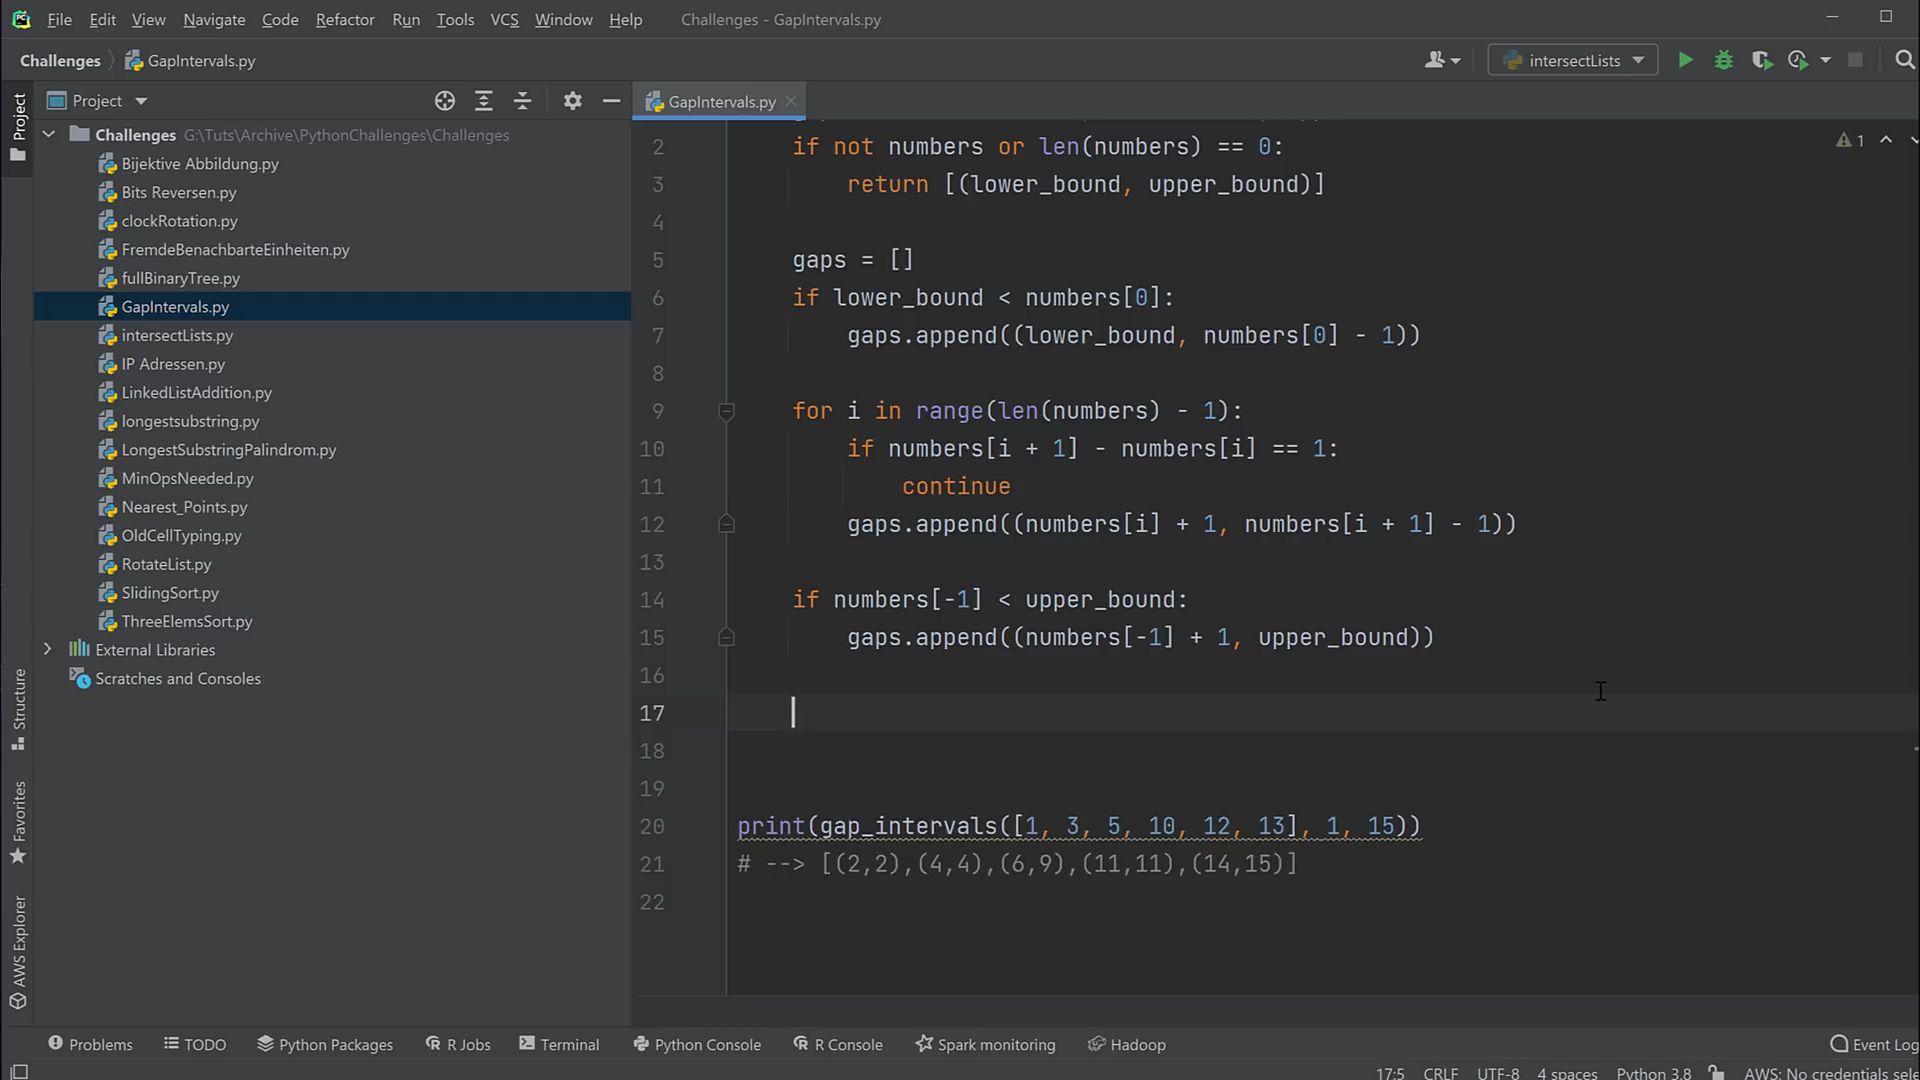 File Edit View Navigate Code Refactor Run Tools VCS Window Help Challenges - GapIntervals.py
Challenges GapIntervals.py intersectLists
Project
Project
GapIntervals.py
Challenges G:\Tuts\Archive\PythonChallenges\Challenges
Bijektive Abbildung.py
Bits Reversen.py
clockRotation.py
FremdeBenachbarteEinheiten.py
fullBinaryTree.py
GapIntervals.py
intersectLists.py
IP Adressen.py
LinkedListAddition.py
longestsubstring.py
LongestSubstringPalindrom.py
MinOpsNeeded.py
Nearest_Points.py
OldCellTyping.py
RotateList.py
SlidingSort.py
ThreeElemsSort.py
External Libraries
Scratches and Consoles
Structure
Favorites
AWS Explorer
1
2 if not numbers or len(numbers) == 0:
3 return [(lower_bound, upper_bound)]
4
5 gaps = []
6 if lower_bound < numbers[0]:
7 gaps.append((lower_bound, numbers[0] - 1))
8
9 for i in range(len(numbers) - 1):
10 if numbers[i + 1] - numbers[i] == 1:
11 continue
12 gaps.append((numbers[i] + 1, numbers[i + 1] - 1))
13
14 if numbers[-1] < upper_bound:
15 gaps.append((numbers[-1] + 1, upper_bound))
16
17
18
19
20 print(gap_intervals([1, 3, 5, 10, 12, 13], 1, 15))
21 # --> [(2,2),(4,4),(6,9),(11,11),(14,15)]
22
Problems TODO Python Packages R Jobs Terminal Python Console R Console Spark monitoring Hadoop Event Log
17:5 CRLF UTF-8 4 spaces Python 3.8 AWS: No credentials sele